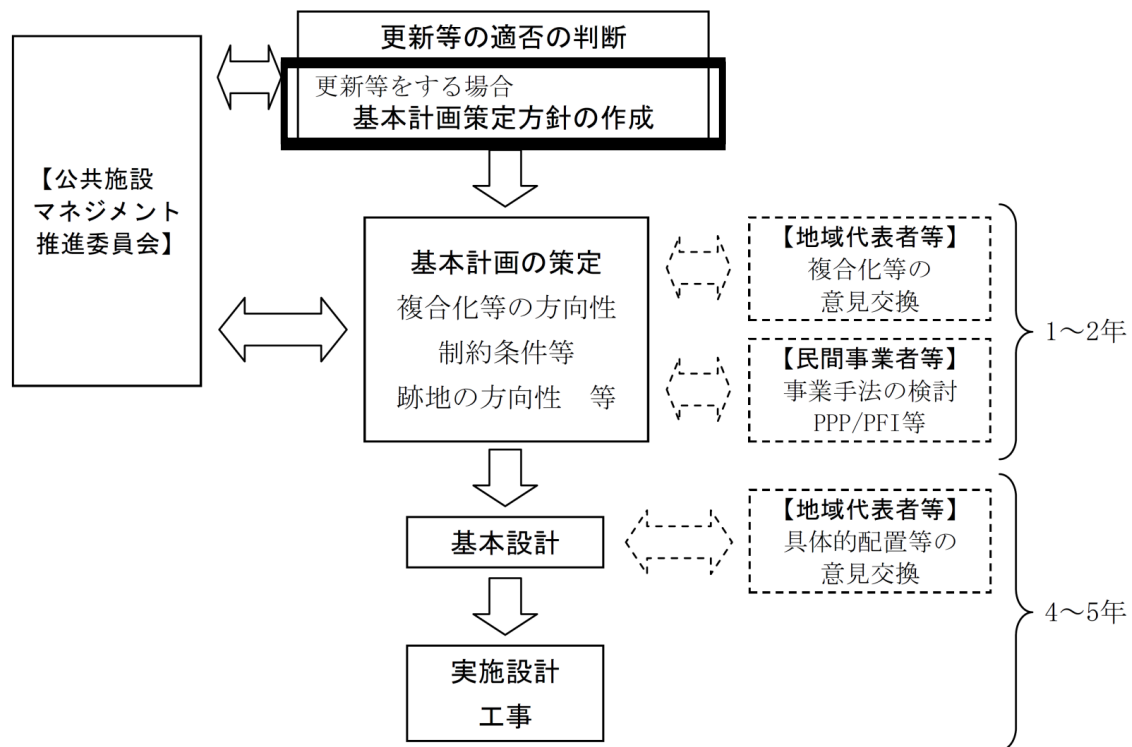 更新等の適否の判断
更新等をする場合
基本計画策定方針の作成
【公共施設
マネジメント
推進委員会】
基本計画の策定
複合化等の方向性
制約条件等
跡地の方向性　等
【地域代表者等】
複合化等の
意見交換
【民間事業者等】
事業手法の検討
PPP/PFI等
1～2年
基本設計
【地域代表者等】
具体的配置等の
意見交換
実施設計
工事
4～5年